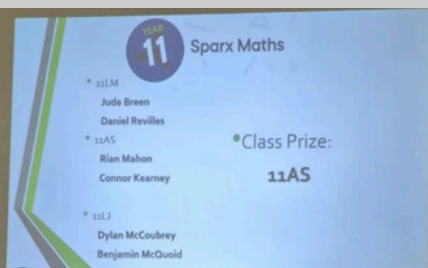 YEAR
11
Sparx Maths
• 11LM
Jude Breen
Daniel Revilles
• 11AS
Rían Mahon
Connor Kearney
• 11LJ
Dylan McCoubrey
Benjamin McQuoid
• Class Prize:
11AS